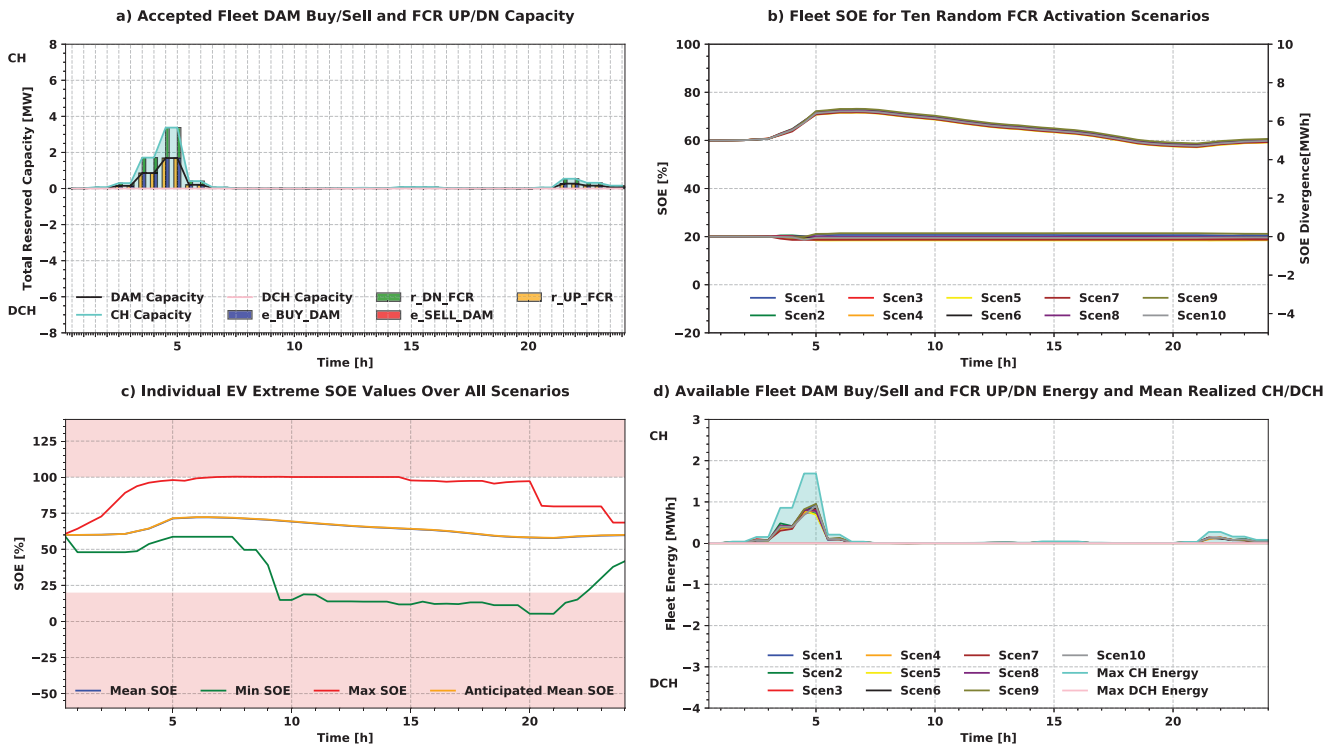 a) Accepted Fleet DAM Buy/Sell and FCR UP/DN Capacity
CH
DCH
Total Reserved Capacity [MW]
8
6
4
2
0
−2
−4
−6
−8
DAM Capacity
CH Capacity
DCH Capacity
e_BUY_DAM
r_DN_FCR
e_SELL_DAM
r_UP_FCR
5
10
15
20
Time [h]
b) Fleet SOE for Ten Random FCR Activation Scenarios
SOE [%]
100
80
60
40
20
0
−20
SOE Divergence[MWh]
10
8
6
4
2
0
−2
−4
Scen1
Scen2
Scen3
Scen4
Scen5
Scen6
Scen7
Scen8
Scen9
Scen10
5
10
15
20
Time [h]
c) Individual EV Extreme SOE Values Over All Scenarios
SOE [%]
125
100
75
50
25
0
−25
−50
Mean SOE
Min SOE
Max SOE
Anticipated Mean SOE
5
10
15
20
Time [h]
d) Available Fleet DAM Buy/Sell and FCR UP/DN Energy and Mean Realized CH/DCH
CH
DCH
Fleet Energy [MWh]
3
2
1
0
−1
−2
−3
−4
Scen1
Scen2
Scen3
Scen4
Scen5
Scen6
Scen7
Scen8
Scen9
Scen10
Max CH Energy
Max DCH Energy
5
10
15
20
Time [h]